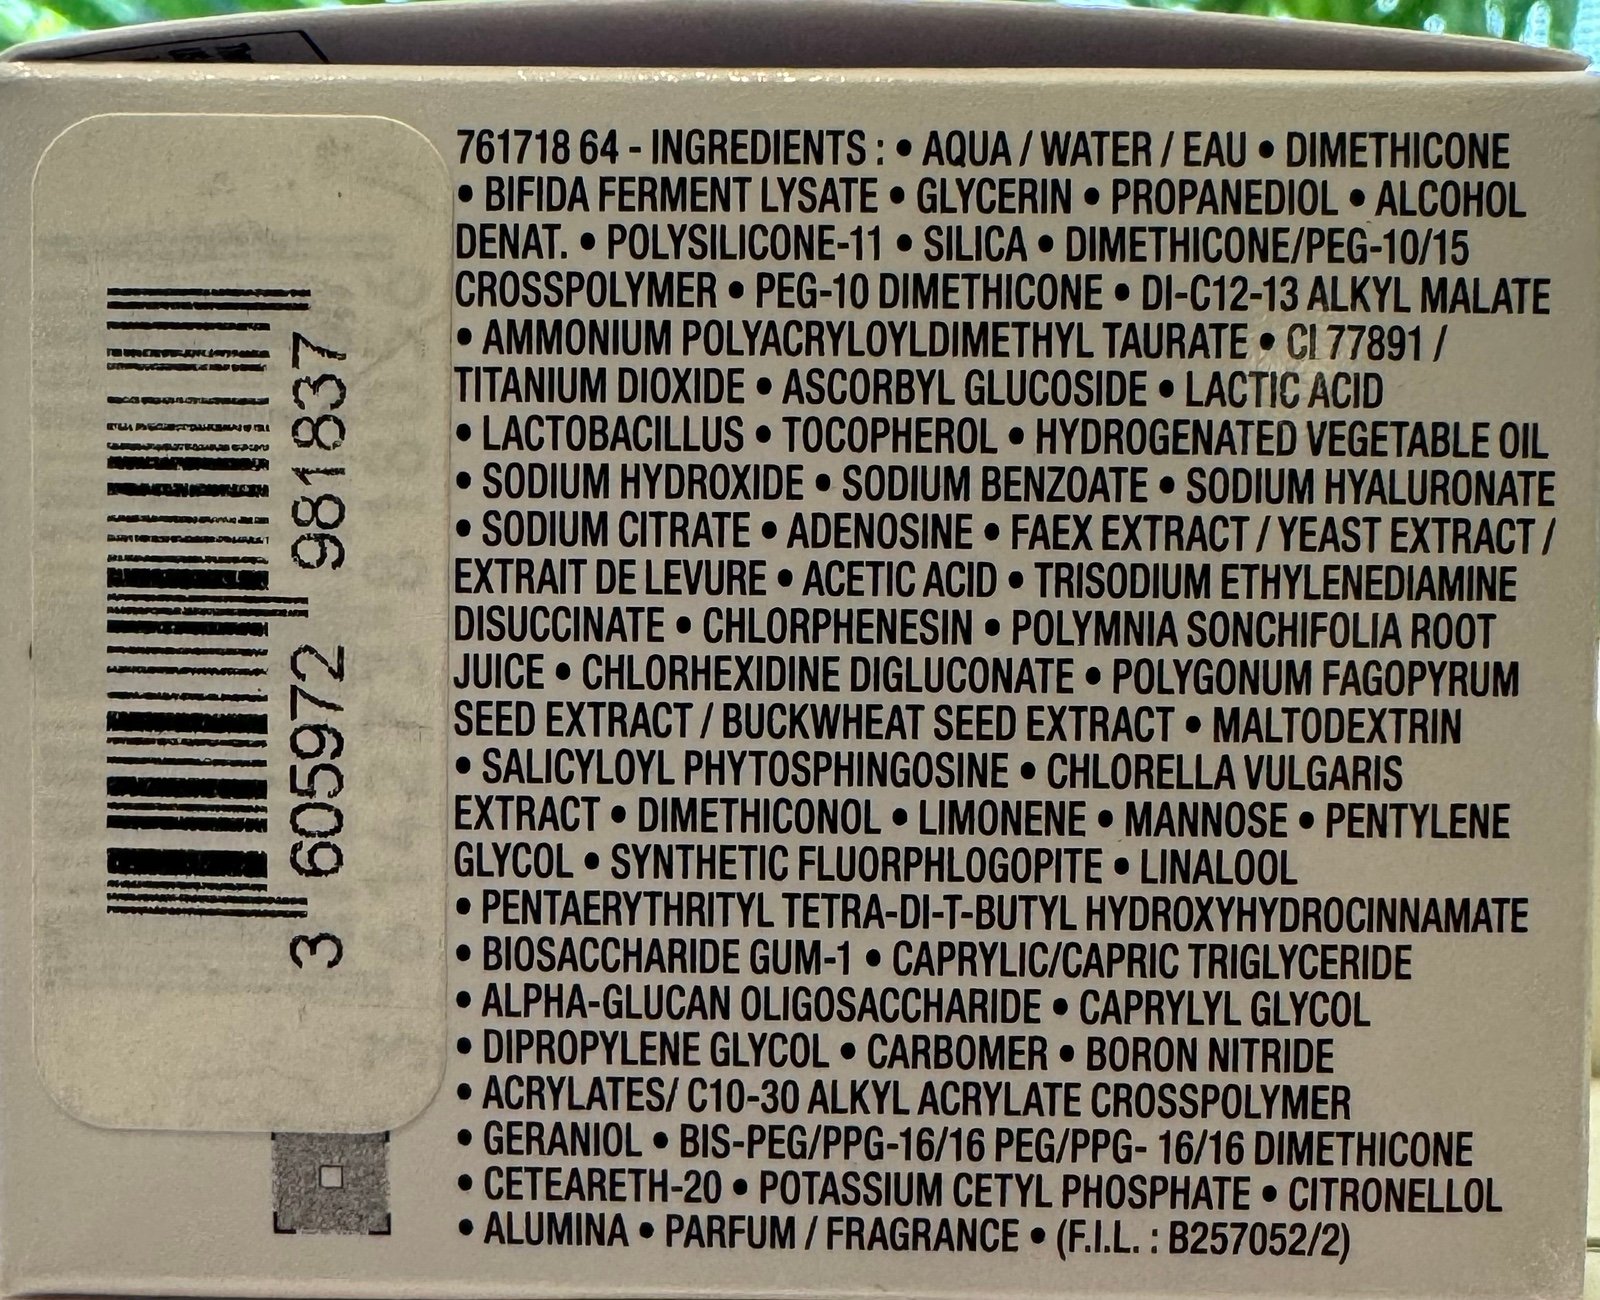 761718 64 - INGREDIENTS : • AQUA / WATER / EAU • DIMETHICONE
• BIFIDA FERMENT LYSATE • GLYCERIN • PROPANEDIOL • ALCOHOL
DENAT. • POLYSILICONE-11 • SILICA • DIMETHICONE/PEG-10/15
CROSSPOLYMER • PEG-10 DIMETHICONE • DI-C12-13 ALKYL MALATE
• AMMONIUM POLYACRYLOYLDIMETHYL TAURATE • CI 77891 /
TITANIUM DIOXIDE • ASCORBYL GLUCOSIDE • LACTIC ACID
• LACTOBACILLUS • TOCOPHEROL • HYDROGENATED VEGETABLE OIL
• SODIUM HYDROXIDE • SODIUM BENZOATE • SODIUM HYALURONATE
• SODIUM CITRATE • ADENOSINE • FAEX EXTRACT / YEAST EXTRACT /
EXTRAIT DE LEVURE • ACETIC ACID • TRISODIUM ETHYLENEDIAMINE
DISUCCINATE • CHLORPHENESIN • POLYMNIA SONCHIFOLIA ROOT
JUICE • CHLORHEXIDINE DIGLUCONATE • POLYGONUM FAGOPYRUM
SEED EXTRACT / BUCKWHEAT SEED EXTRACT • MALTODEXTRIN
• SALICYLOYL PHYTOSPHINGOSINE • CHLORELLA VULGARIS
EXTRACT • DIMETHICONOL • LIMONENE • MANNOSE • PENTYLENE
GLYCOL • SYNTHETIC FLUORPHLOGOPITE • LINALOOL
• PENTAERYTHRITYL TETRA-DI-T-BUTYL HYDROXYHYDROCINNAMATE
• BIOSACCHARIDE GUM-1 • CAPRYLIC/CAPRIC TRIGLYCERIDE
• ALPHA-GLUCAN OLIGOSACCHARIDE • CAPRYLYL GLYCOL
• DIPROPYLENE GLYCOL • CARBOMER • BORON NITRIDE
• ACRYLATES/ C10-30 ALKYL ACRYLATE CROSSPOLYMER
• GERANIOL • BIS-PEG/PPG-16/16 PEG/PPG- 16/16 DIMETHICONE
• CETEARETH-20 • POTASSIUM CETYL PHOSPHATE • CITRONELLOL
• ALUMINA • PARFUM / FRAGRANCE • (F.I.L. : B257052/2)
3 605972 981837